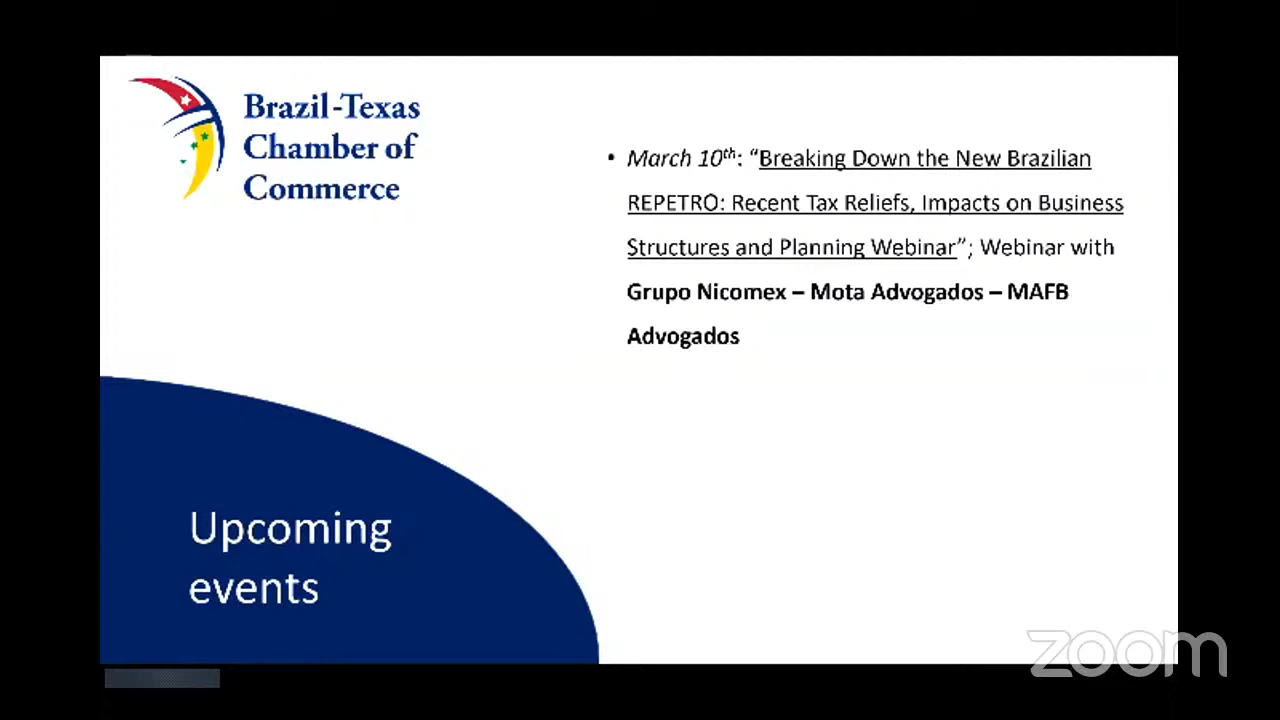 Brazil-Texas
Chamber of
Commerce
• March 10th: “Breaking Down the New Brazilian
REPETRO: Recent Tax Reliefs, Impacts on Business
Structures and Planning Webinar”; Webinar with
Grupo Nicomex – Mota Advogados – MAFB
Advogados
Upcoming
events
zoom